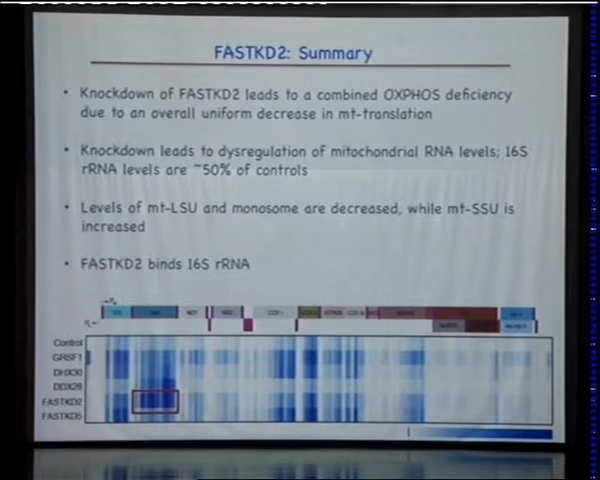 FASTKD2: Summary
• Knockdown of FASTKD2 leads to a combined OXPHOS deficiency
due to an overall uniform decrease in mt-translation
• Knockdown leads to dysregulation of mitochondrial RNA levels; 16S
rRNA levels are ~50% of controls
• Levels of mt-LSU and monosome are decreased, while mt-SSU is
increased
• FASTKD2 binds 16S rRNA
Control
GRSF1
DHX30
DDX28
FASTKD2
FASTKD5